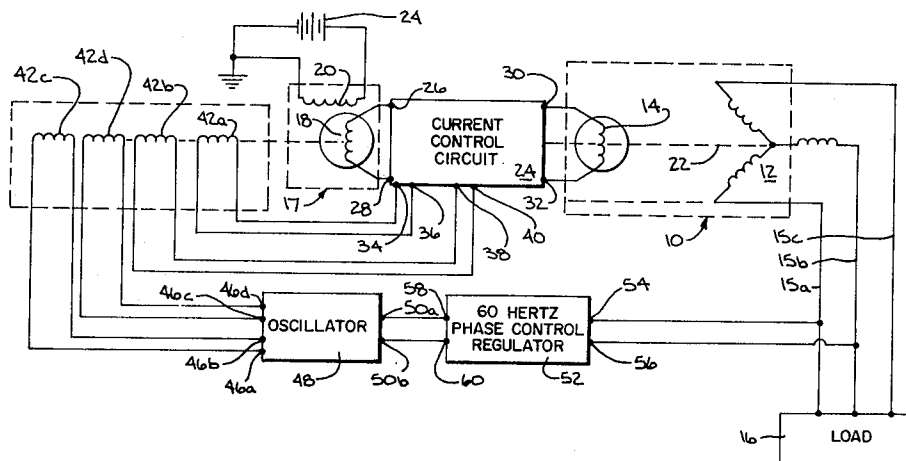 24
42c
42d
42b
42a
20
18
17
26
28
30
32
CURRENT
CONTROL
CIRCUIT
24
14
22
12
10
34
36
38
40
15c
15b
15a
46d
46c
46b
46a
OSCILLATOR
48
50a
50b
58
60
60 HERTZ
PHASE CONTROL
REGULATOR
52
54
56
16
LOAD